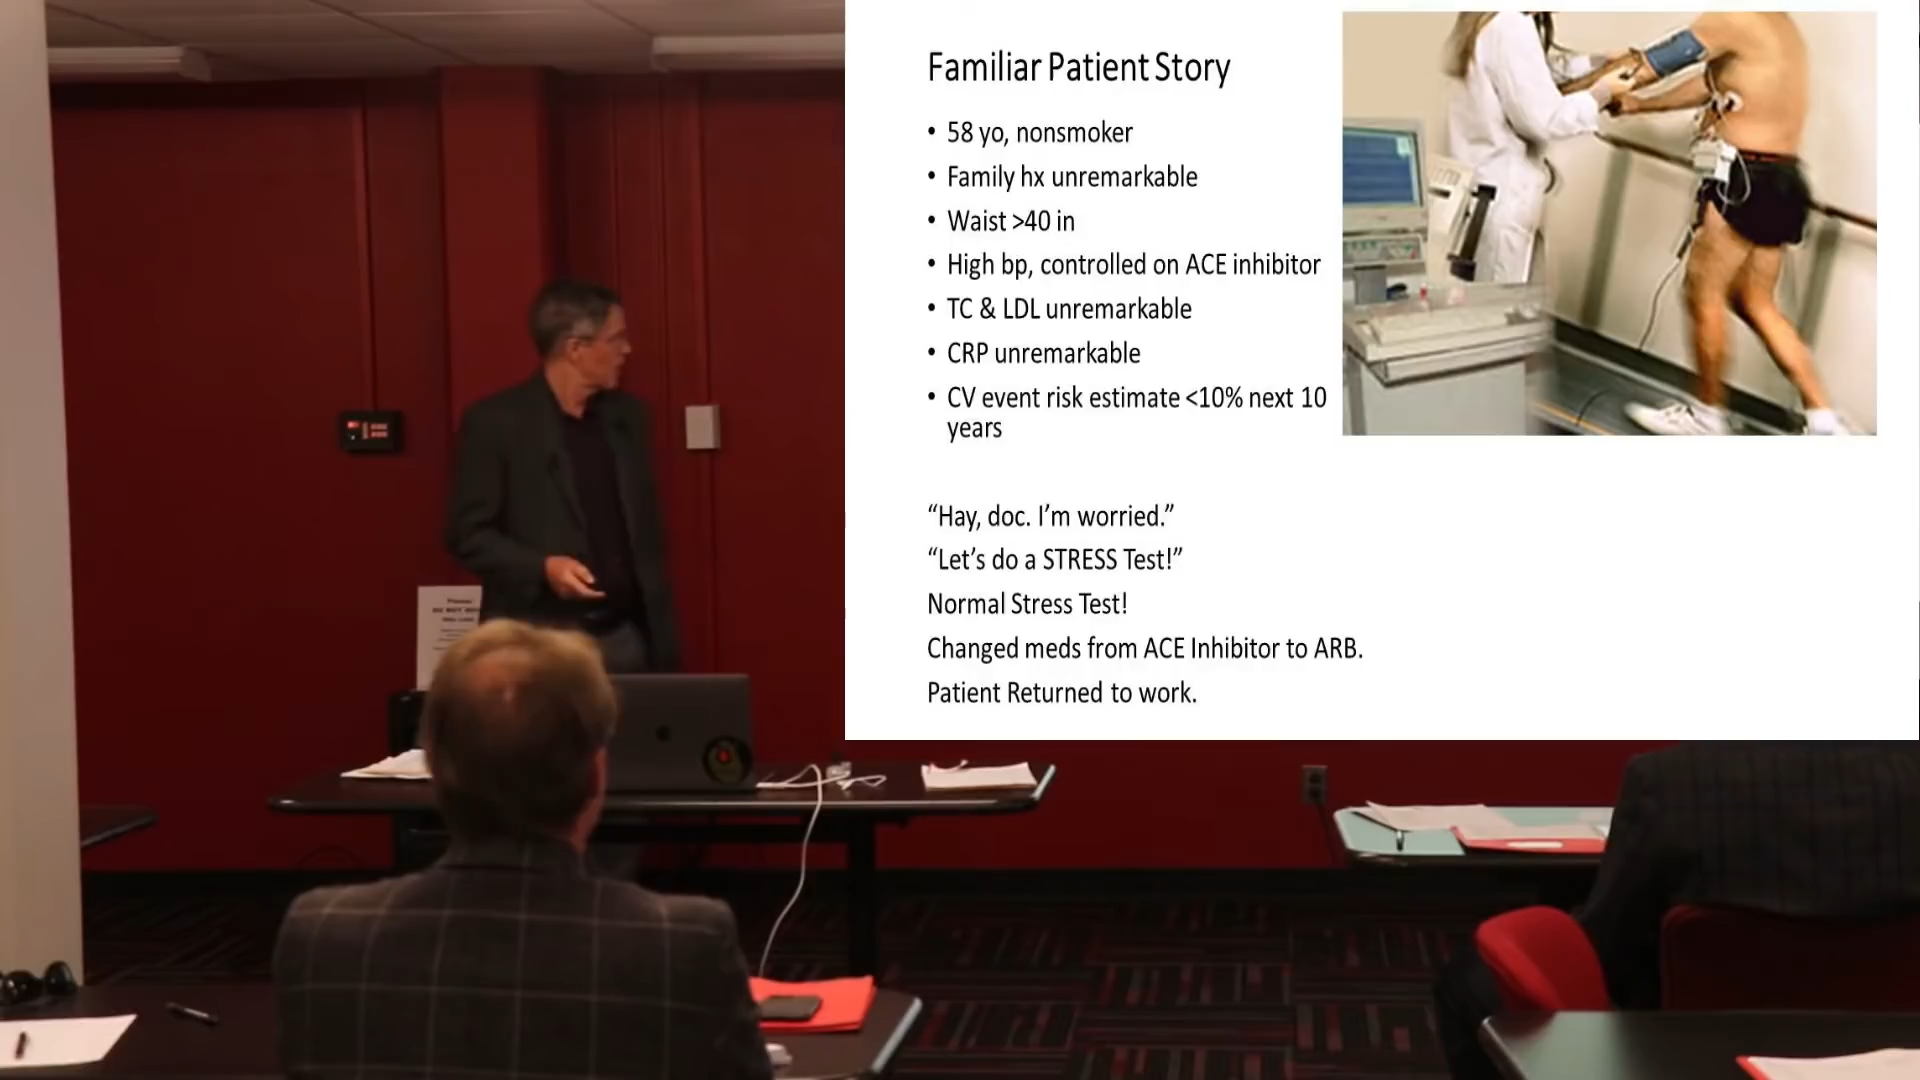 Familiar Patient Story
• 58 yo, nonsmoker
• Family hx unremarkable
• Waist >40 in
• High bp, controlled on ACE inhibitor
• TC & LDL unremarkable
• CRP unremarkable
• CV event risk estimate <10% next 10
years
“Hay, doc. I’m worried.”
“Let’s do a STRESS Test!”
Normal Stress Test!
Changed meds from ACE Inhibitor to ARB.
Patient Returned to work.